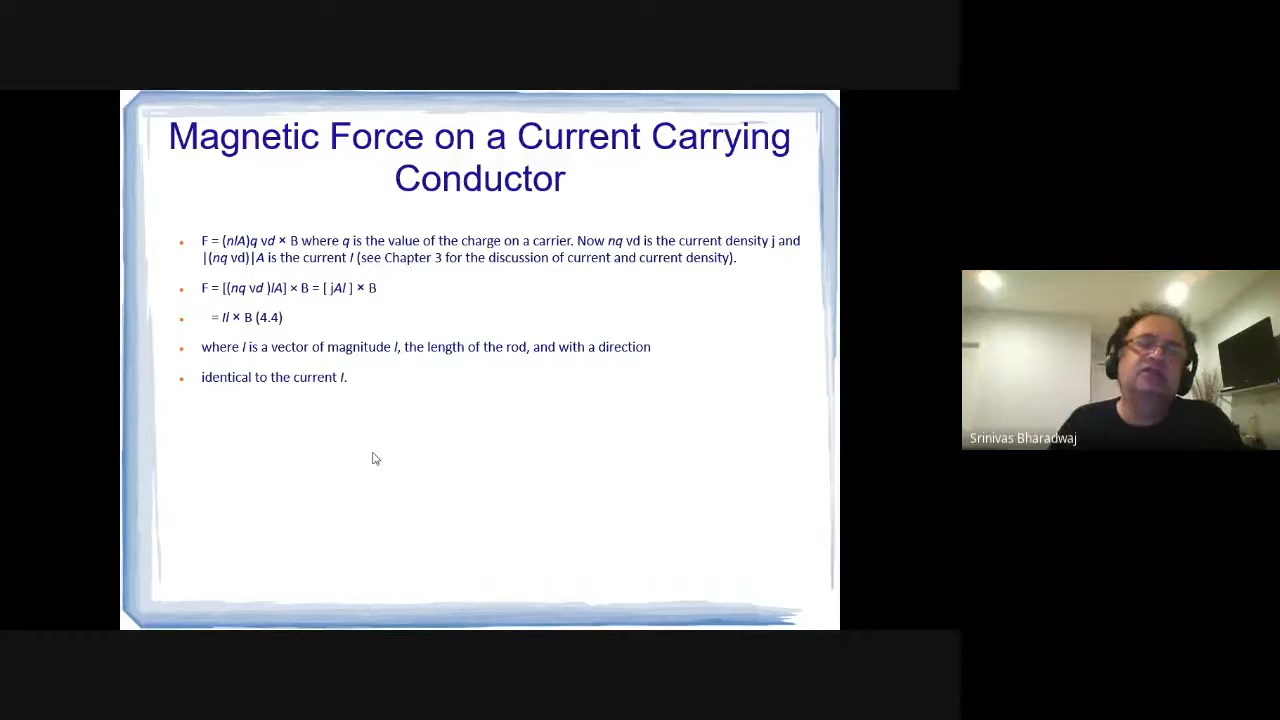 Magnetic Force on a Current Carrying
Conductor
F = (nlA)q vd × B where q is the value of the charge on a carrier. Now nq vd is the current density j and
|(nq vd)|A is the current I (see Chapter 3 for the discussion of current and current density).
F = [(nq vd )lA] × B = [ jAl ] × B
= Il × B (4.4)
where l is a vector of magnitude l, the length of the rod, and with a direction
identical to the current I.
Srinivas Bharadwaj